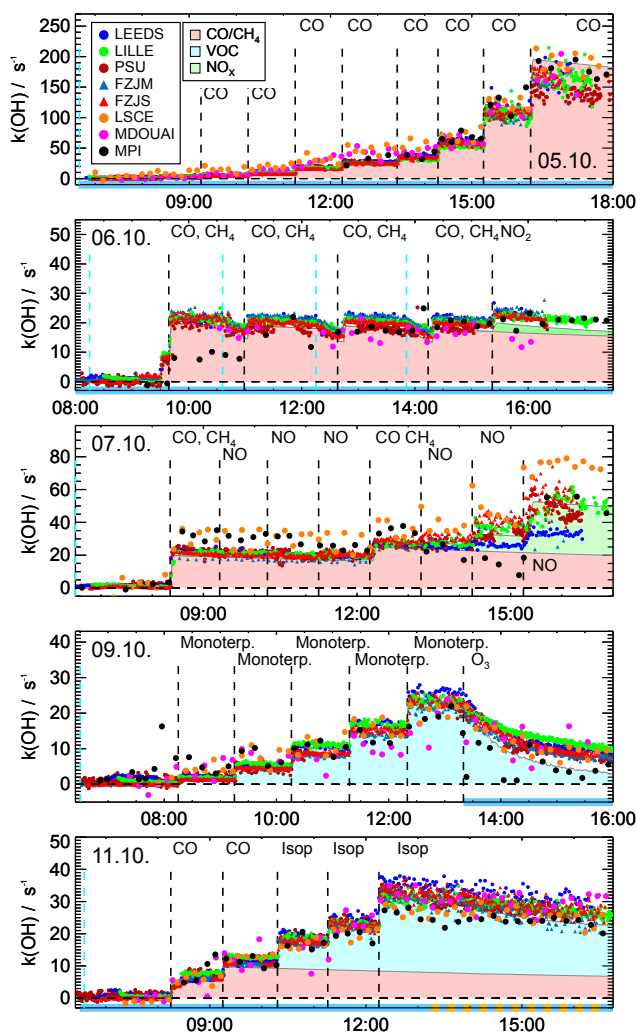 CO CO CO CO CO CO
LEEDS
LILLE
PSU
FZJM
FZJS
LSCE
MDOUAI
MPI
CO/CH₄
VOC
NOₓ
CO CO
k(OH) / s⁻¹
250
200
150
100
50
0
05.10.
09:00 12:00 15:00 18:00
06.10.
CO, CH₄ CO, CH₄ CO, CH₄ CO, CH₄ NO₂
k(OH) / s⁻¹
40
30
20
10
0
08:00 10:00 12:00 14:00 16:00
07.10.
CO, CH₄ NO NO CO CH₄ NO
NO NO
k(OH) / s⁻¹
100
80
60
40
20
0
NO
09:00 12:00 15:00
09.10.
Monoterp. Monoterp. Monoterp.
Monoterp. Monoterp. O₃
k(OH) / s⁻¹
40
30
20
10
0
08:00 10:00 12:00 14:00 16:00
11.10.
CO CO Isop Isop Isop
k(OH) / s⁻¹
50
40
30
20
10
0
09:00 12:00 15:00